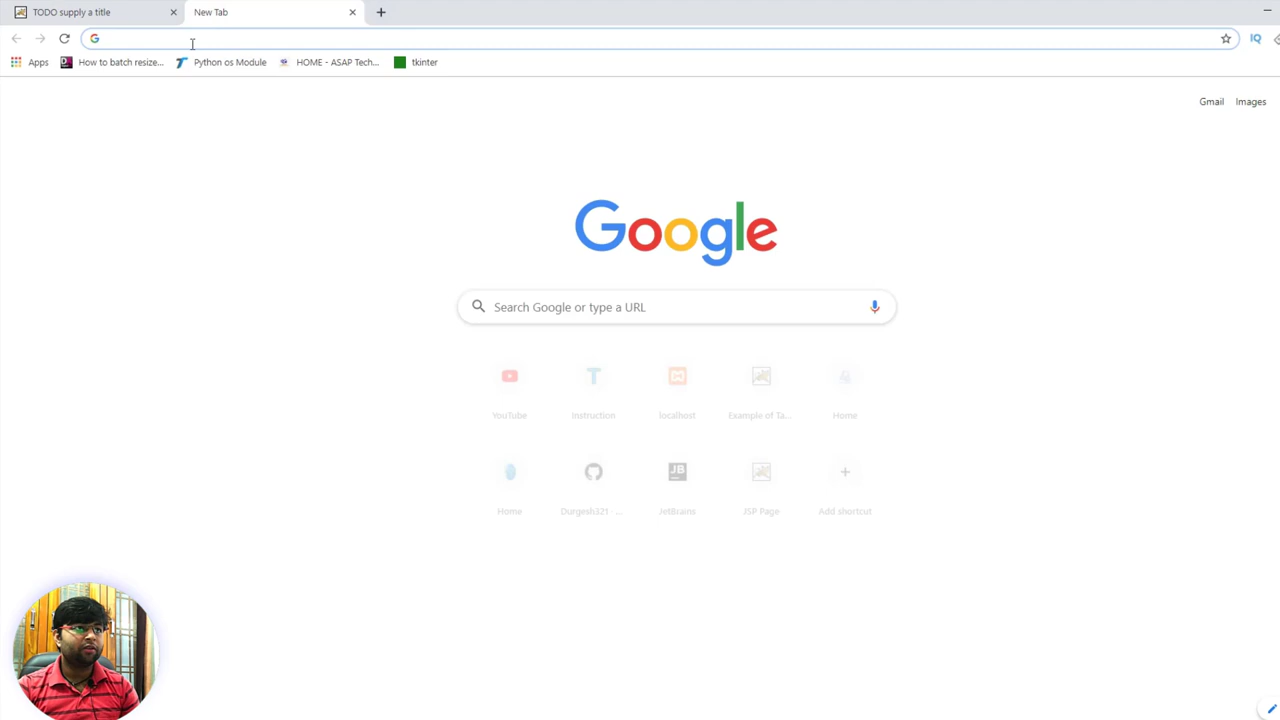 TODO supply a title
New Tab
Apps
How to batch resize...
Python os Module
HOME - ASAP Tech...
tkinter
IQ
Gmail
Images
Google
Search Google or type a URL
YouTube
Instruction
localhost
Example of Ta...
Home
Home
Durgesh321 · ...
JetBrains
JSP Page
Add shortcut